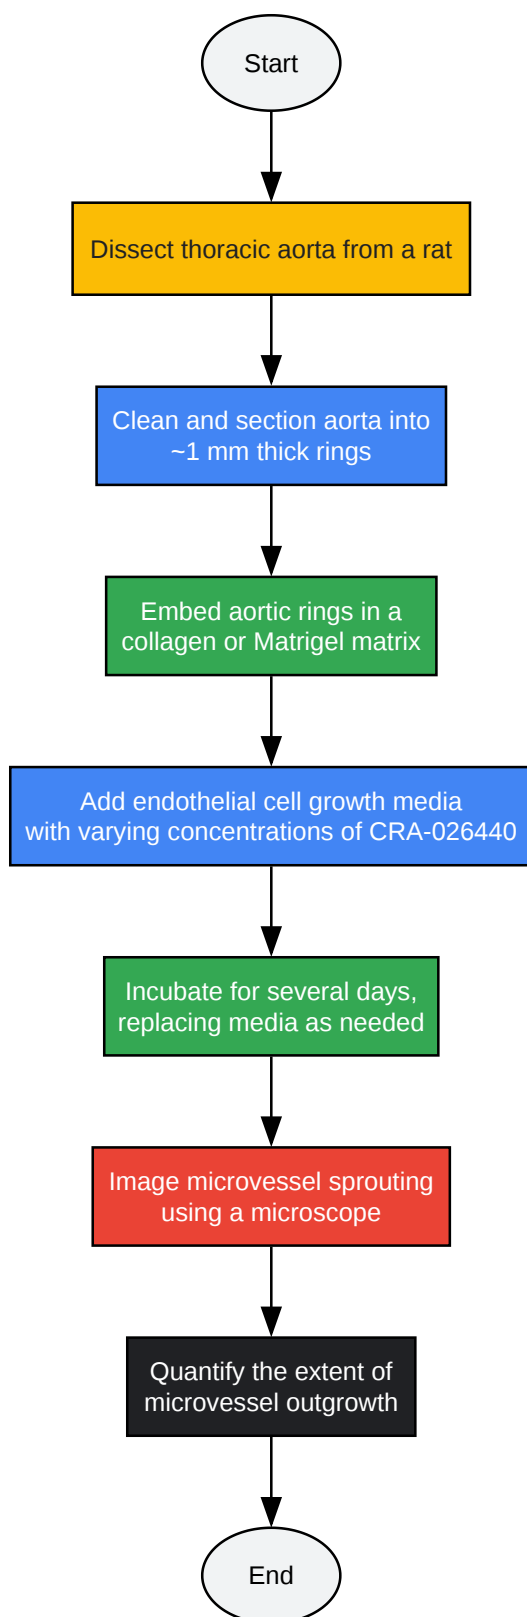 Start
Dissect thoracic aorta from a rat
Clean and section aorta into
~1 mm thick rings
Embed aortic rings in a
collagen or Matrigel matrix
Add endothelial cell growth media
with varying concentrations of CRA-026440
Incubate for several days,
replacing media as needed
Image microvessel sprouting
using a microscope
Quantify the extent of
microvessel outgrowth
End